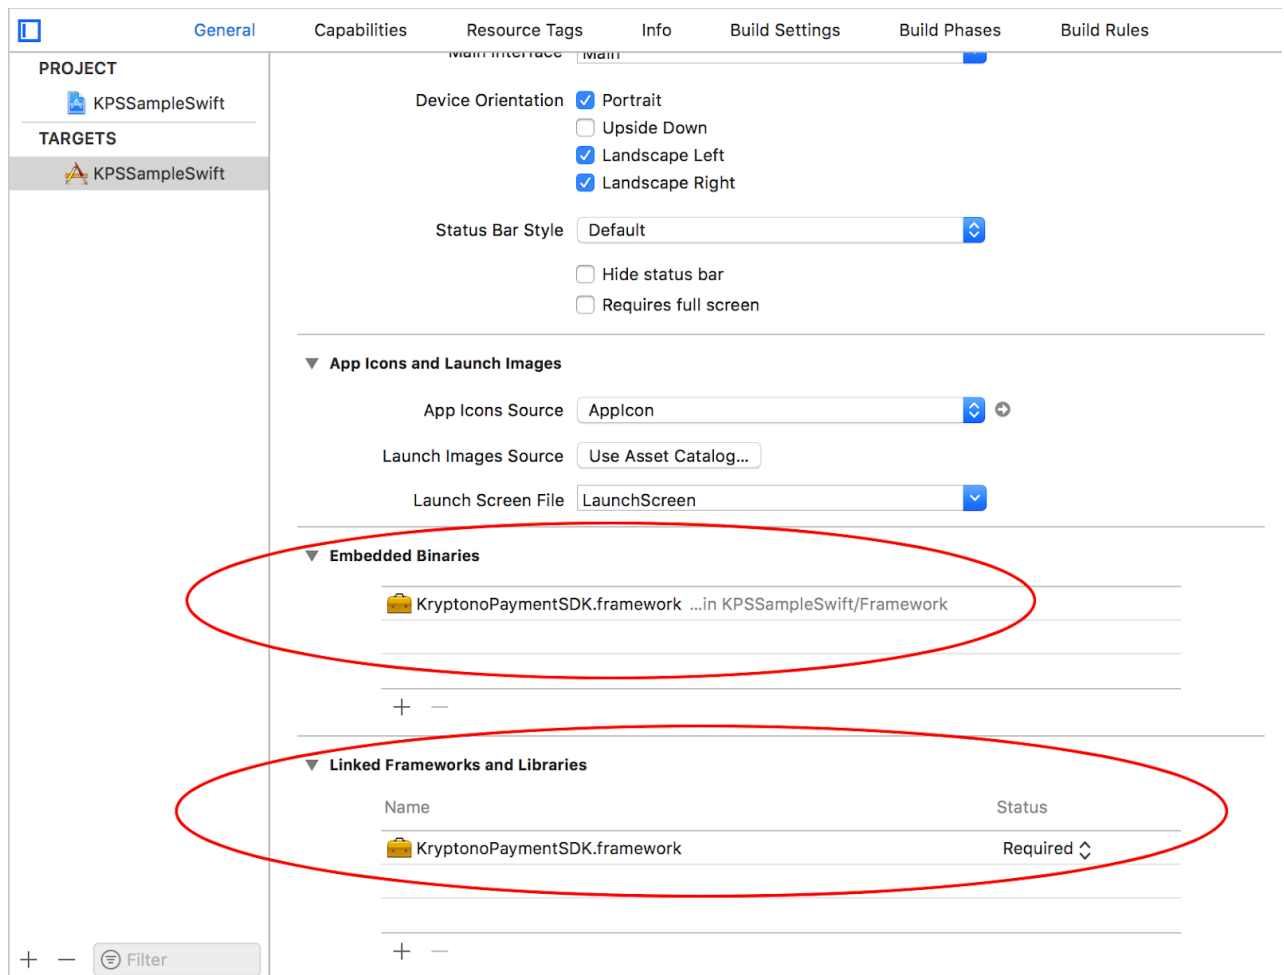 General Capabilities Resource Tags Info Build Settings Build Phases Build Rules
PROJECT
KPSSampleSwift
TARGETS
KPSSampleSwift
Main Interface Main
Device Orientation Portrait
Upside Down
Landscape Left
Landscape Right
Status Bar Style Default
Hide status bar
Requires full screen
App Icons and Launch Images
App Icons Source AppIcon
Launch Images Source Use Asset Catalog...
Launch Screen File LaunchScreen
Embedded Binaries
KryptonoPaymentSDK.framework ...in KPSSampleSwift/Framework
Linked Frameworks and Libraries
Name Status
KryptonoPaymentSDK.framework Required
Filter